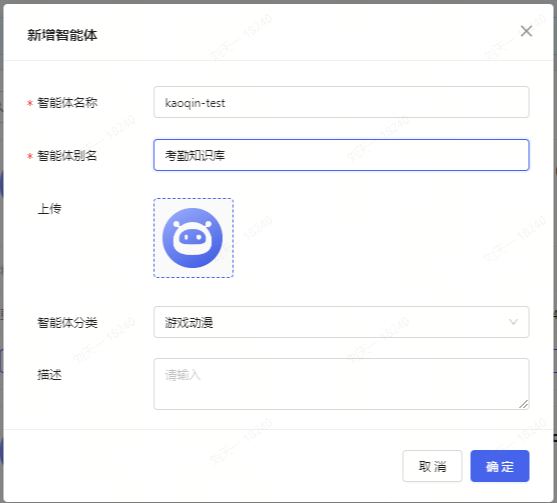 新增智能体
* 智能体名称
kaoqin-test
* 智能体别名
考勤知识库
上传
智能体分类
游戏动漫
描述
请输入
取消
确定